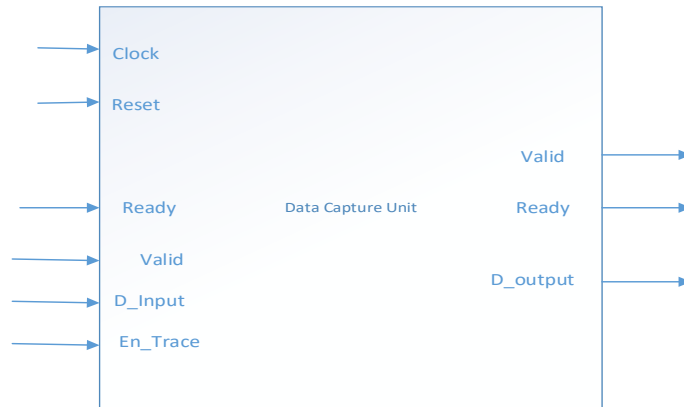 Clock
Reset
Valid
Ready
Data Capture Unit
Ready
Valid
D_output
D_Input
En_Trace